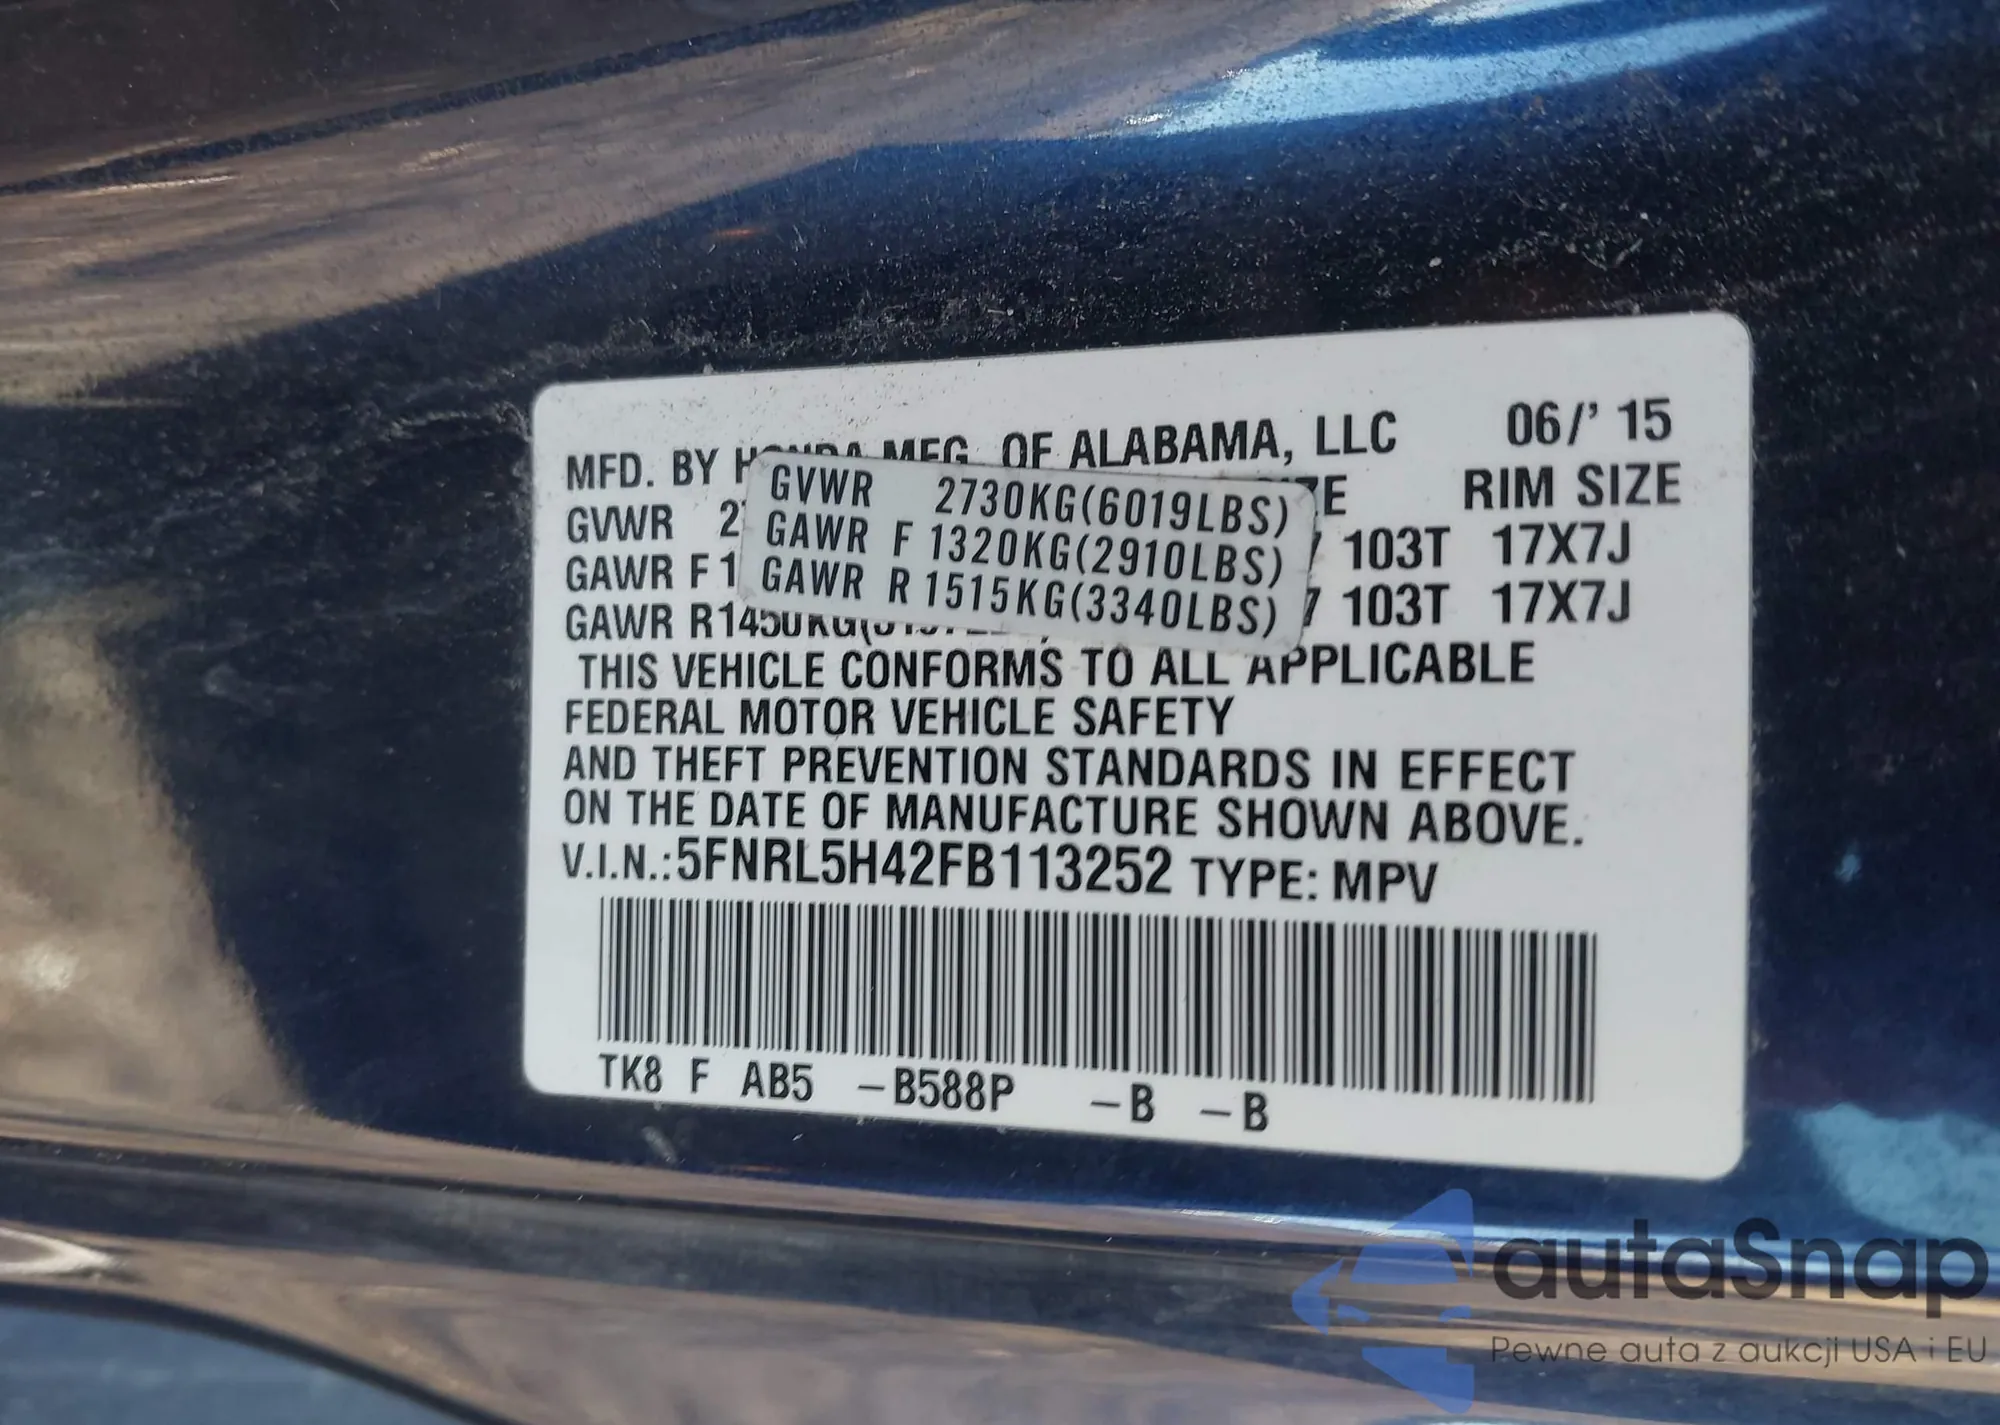 MFD. BY HONDA MFG. OF ALABAMA, LLC 06/' 15
RIM SIZE
GVWR
GAWR F 103T 17X7J
GAWR R 103T 17X7J
GVWR 2730KG(6019LBS)
GAWR F 1320KG(2910LBS)
GAWR R 1515KG(3340LBS)
THIS VEHICLE CONFORMS TO ALL APPLICABLE
FEDERAL MOTOR VEHICLE SAFETY
AND THEFT PREVENTION STANDARDS IN EFFECT
ON THE DATE OF MANUFACTURE SHOWN ABOVE.
V.I.N.:5FNRL5H42FB113252 TYPE: MPV
TK8 F AB5 –B588P –B –B
autaSnap
Pewne auta z aukcji USA i EU